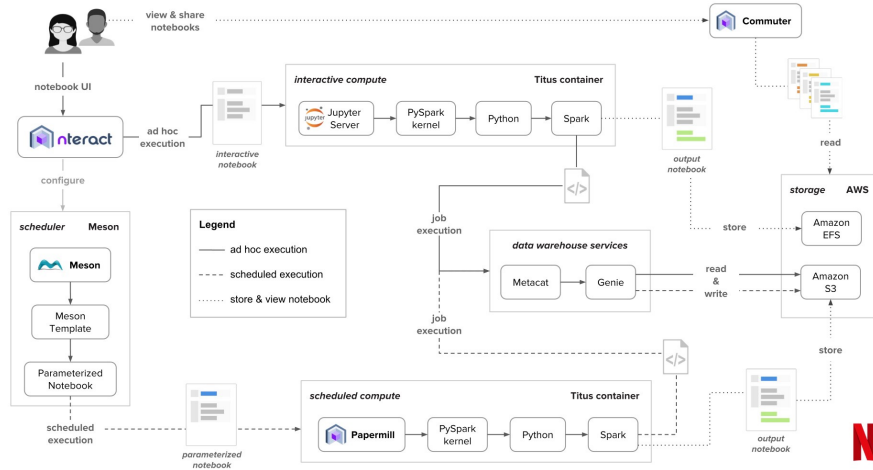 view & share
notebooks
Commuter
notebook UI
nteract
ad hoc
execution
interactive
notebook
interactive compute
Titus container
jupyter
Jupyter
Server
PySpark
kernel
Python
Spark
output
notebook
read
configure
scheduler
Meson
Meson
Meson
Template
Parameterized
Notebook
Legend
ad hoc execution
scheduled execution
store & view notebook
</>
job
execution
data warehouse services
Metacat
Genie
read
&
write
store
storage
AWS
Amazon
EFS
Amazon
S3
job
execution
</>
store
scheduled
execution
parameterized
notebook
scheduled compute
Titus container
Papermill
PySpark
kernel
Python
Spark
output
notebook
N